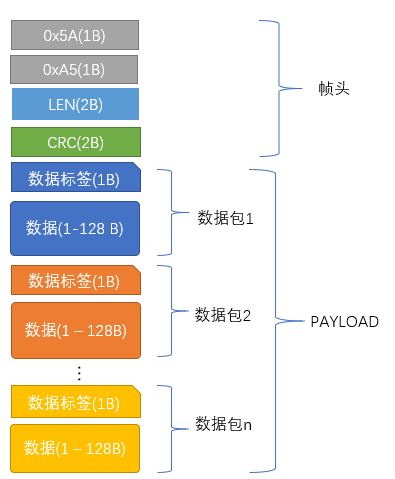 0x5A(1B)
0xA5(1B)
LEN(2B)
CRC(2B)
帧头
数据标签(1B)
数据(1-128 B)
数据包1
数据标签(1B)
数据(1 – 128B)
数据包2
⋮
数据标签(1B)
数据(1 – 128B)
数据包n
PAYLOAD